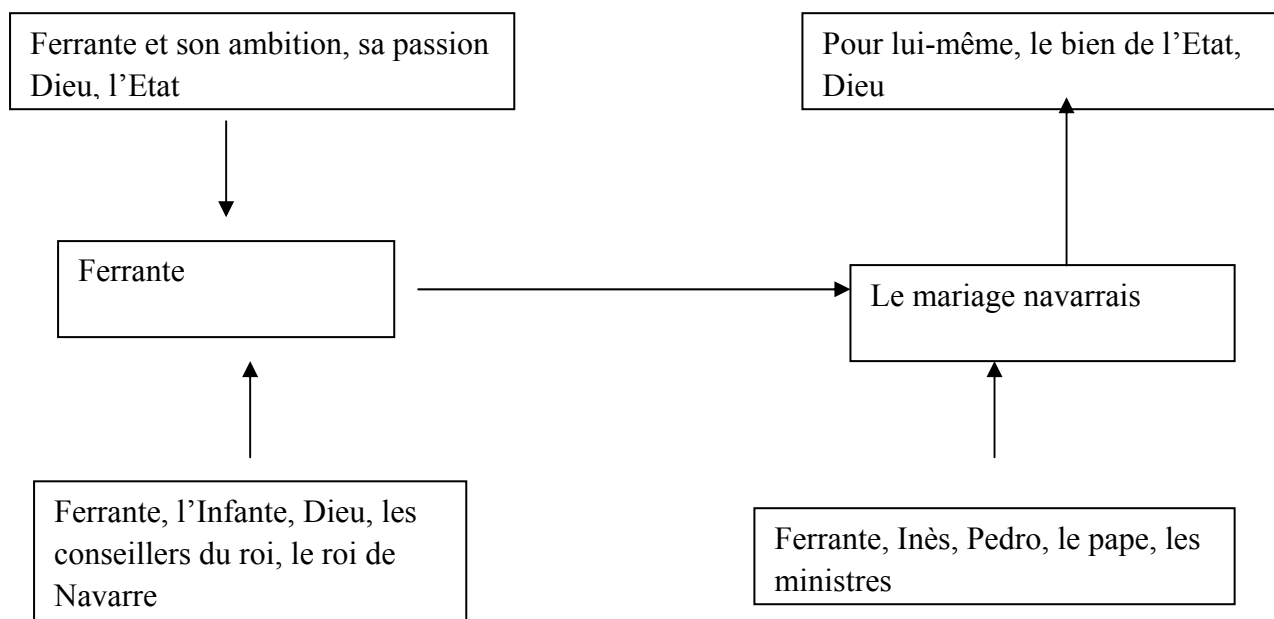 Ferrante et son ambition, sa passion
Dieu, l’Etat
Pour lui-même, le bien de l’Etat,
Dieu
Ferrante
Le mariage navarrais
Ferrante, l’Infante, Dieu, les
conseillers du roi, le roi de
Navarre
Ferrante, Inès, Pedro, le pape, les
ministres